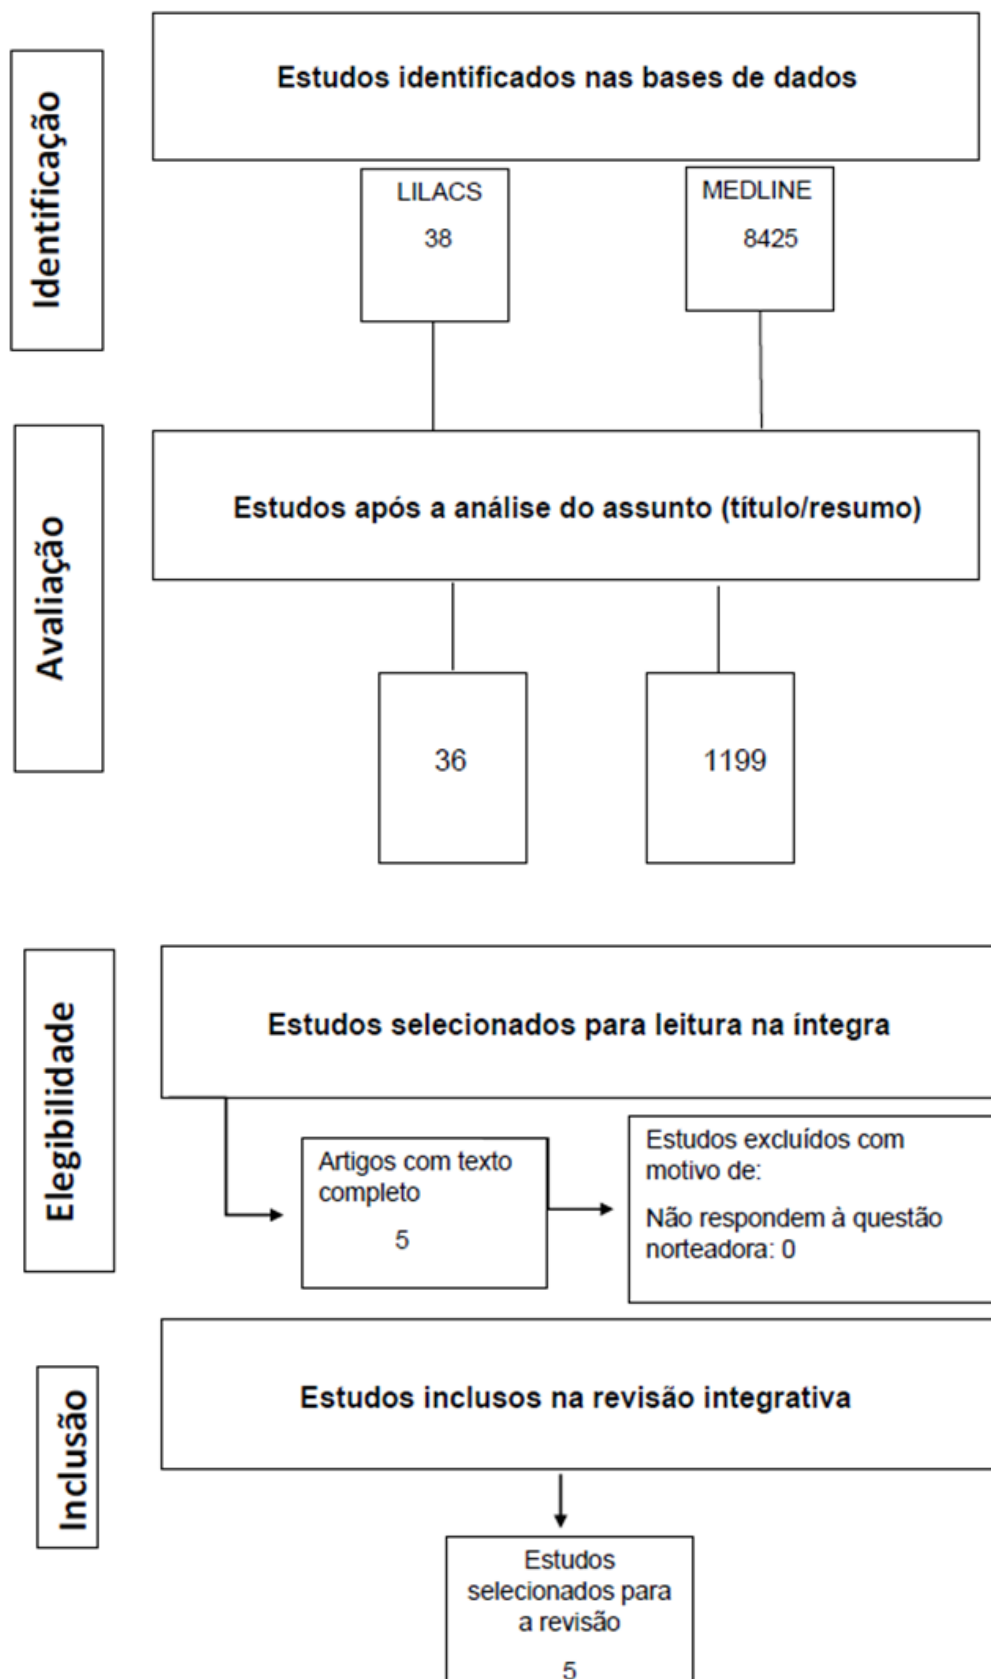 Identificação
Estudos identificados nas bases de dados
LILACS
38
MEDLINE
8425
Avaliação
Estudos após a análise do assunto (título/resumo)
36
1199
Elegibilidade
Estudos selecionados para leitura na íntegra
Artigos com texto
completo
5
Estudos excluídos com
motivo de:
Não respondem à questão
norteadora: 0
Inclusão
Estudos inclusos na revisão integrativa
Estudos
selecionados para
a revisão
5